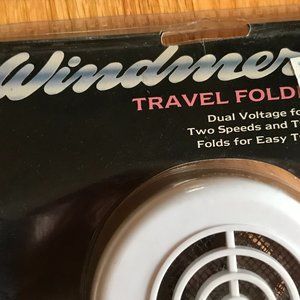 Windmer
TRAVEL FOLD
Dual Voltage fo
Two Speeds and T
Folds for Easy T